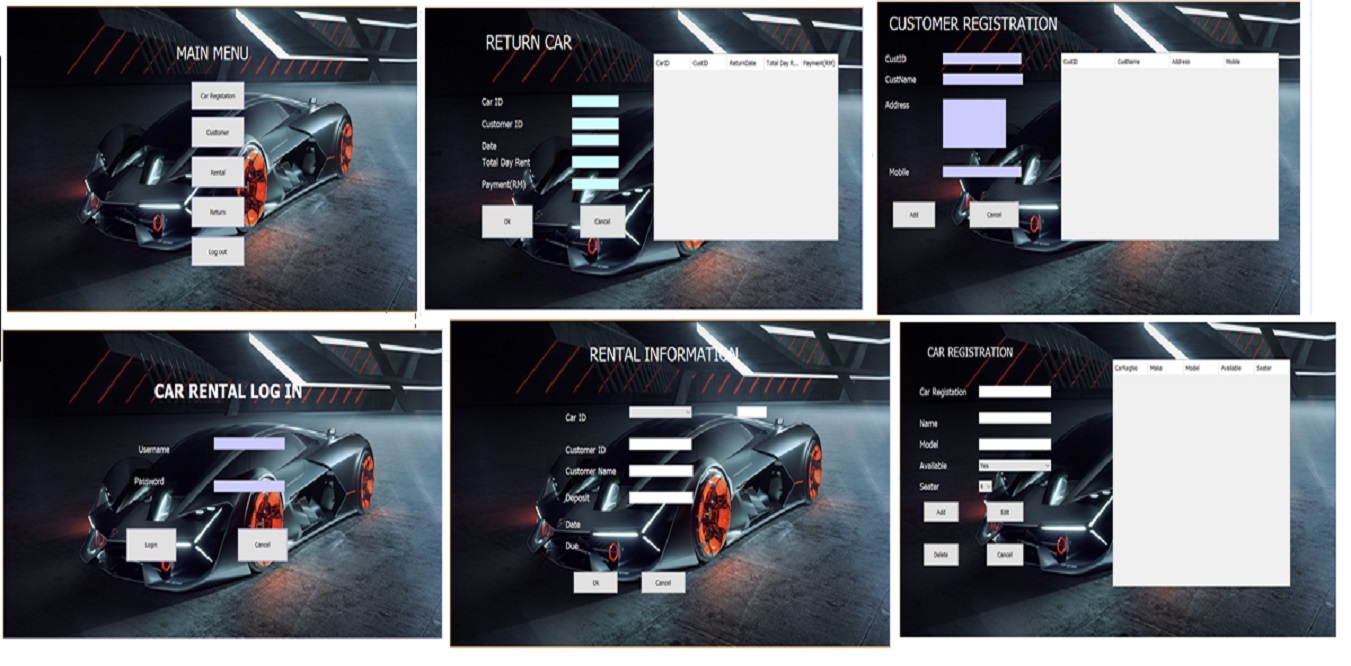 MAIN MENU
Car Registation
Customer
Rental
Return
Log out
RETURN CAR
Car ID
Customer ID
Date
Total Day Rent
Payment(RM)
Ok
Cancel
CarID CustID ReturnDate Total Day R... Payment(RM)
CUSTOMER REGISTRATION
CustID
CustName
Address
Mobile
Add
Cancel
CustID CustName Address Mobile
CAR RENTAL LOG IN
Username
Password
Login
Cancel
RENTAL INFORMATION
Car ID
Customer ID
Customer Name
Deposit
Date
Due
Ok
Cancel
CAR REGISTRATION
Car Registation
Name
Model
Available Yes
Seater
Add Edit
Delete Cancel
CarRegNo Make Model Available Seater